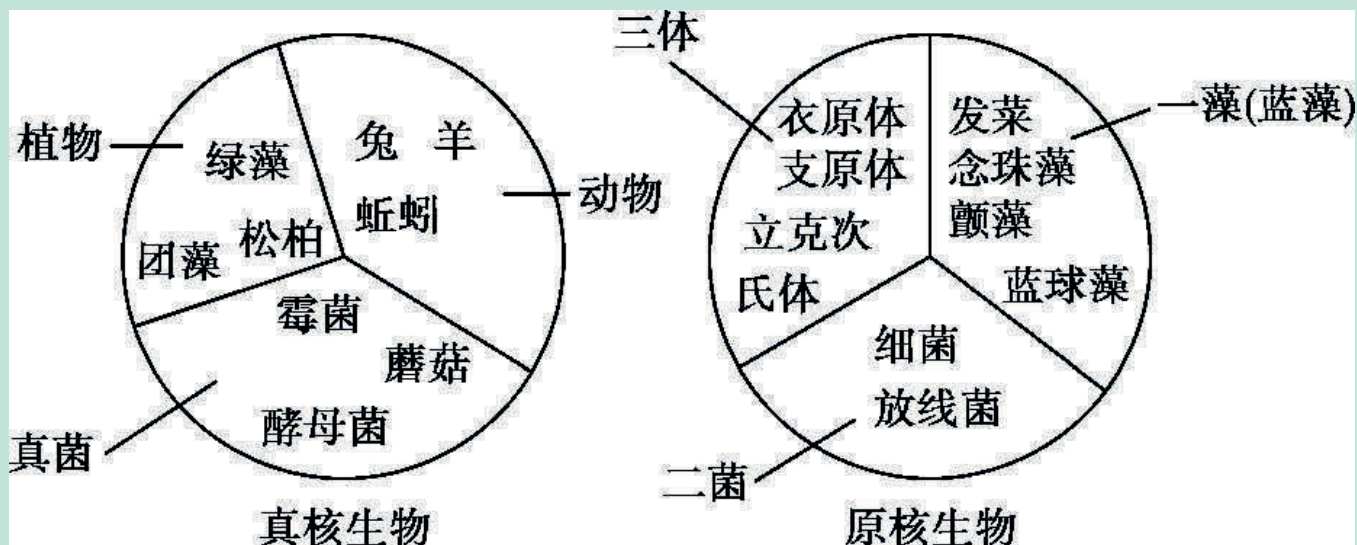 植物
绿藻
团藻
松柏
兔 羊
蚯蚓
动物
霉菌
蘑菇
酵母菌
真菌
真核生物
三体
衣原体
支原体
立克次
氏体
发菜
念珠藻
颤藻
蓝球藻
一藻(蓝藻)
细菌
放线菌
二菌
原核生物